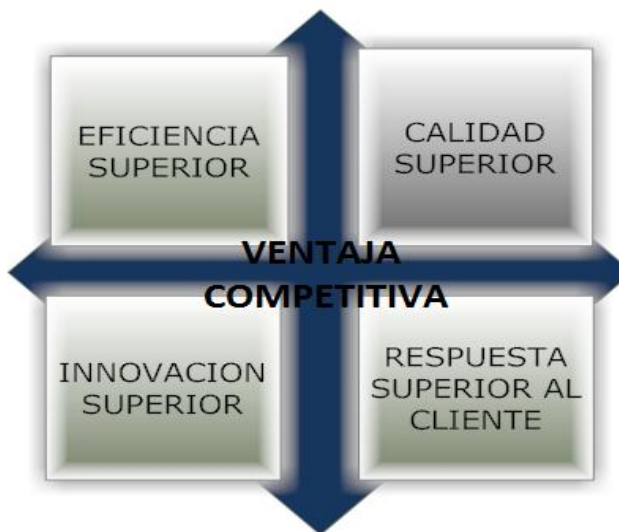 EFICIENCIA
SUPERIOR
CALIDAD
SUPERIOR
VENTAJA
COMPETITIVA
INNOVACION
SUPERIOR
RESPUESTA
SUPERIOR AL
CLIENTE